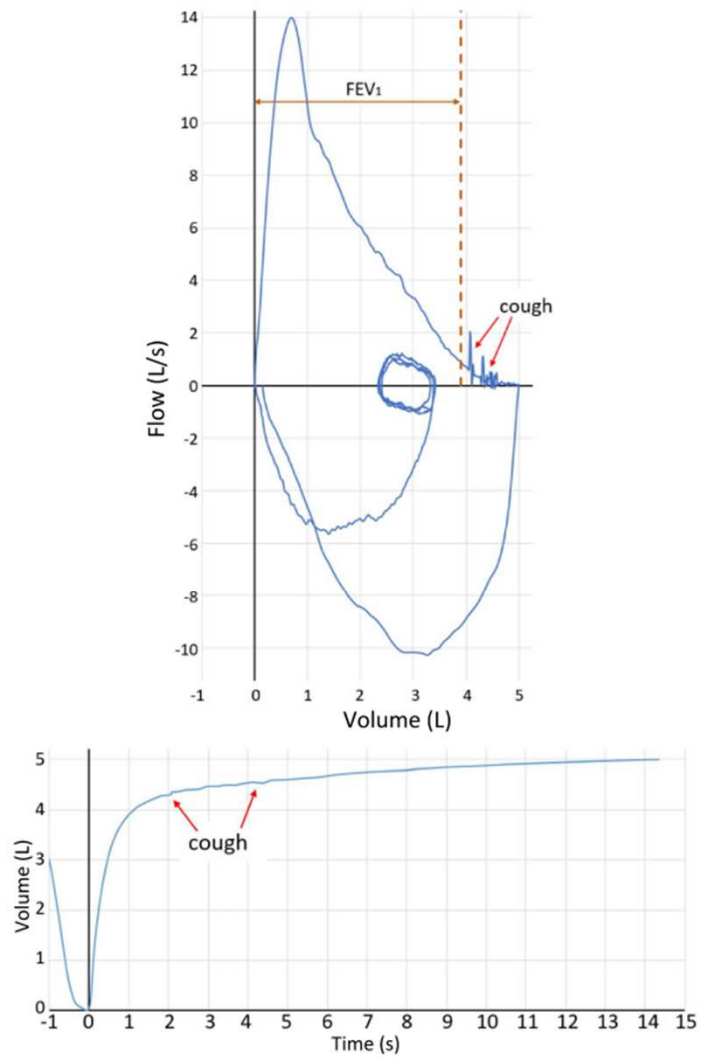 14
12
FEV₁
10
8
6
4
cough
2
0
-2
-4
-6
-8
-10
Flow (L/s)
-1 0 1 2 3 4 5
Volume (L)
5
4
cough
3
2
1
0
Volume (L)
-1 0 1 2 3 4 5 6 7 8 9 10 11 12 13 14 15
Time (s)